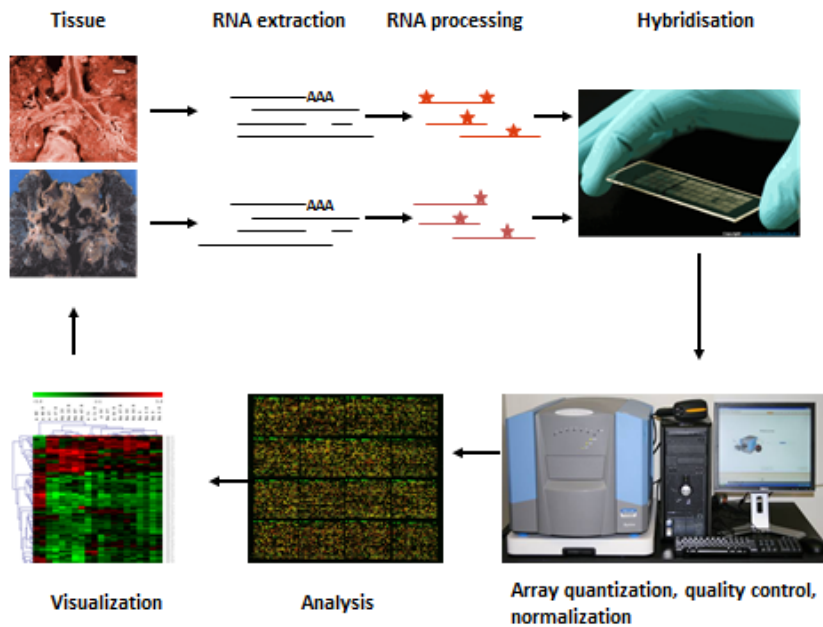 Tissue
RNA extraction
RNA processing
Hybridisation
AAA
AAA
Visualization
Analysis
Array quantization, quality control,
normalization